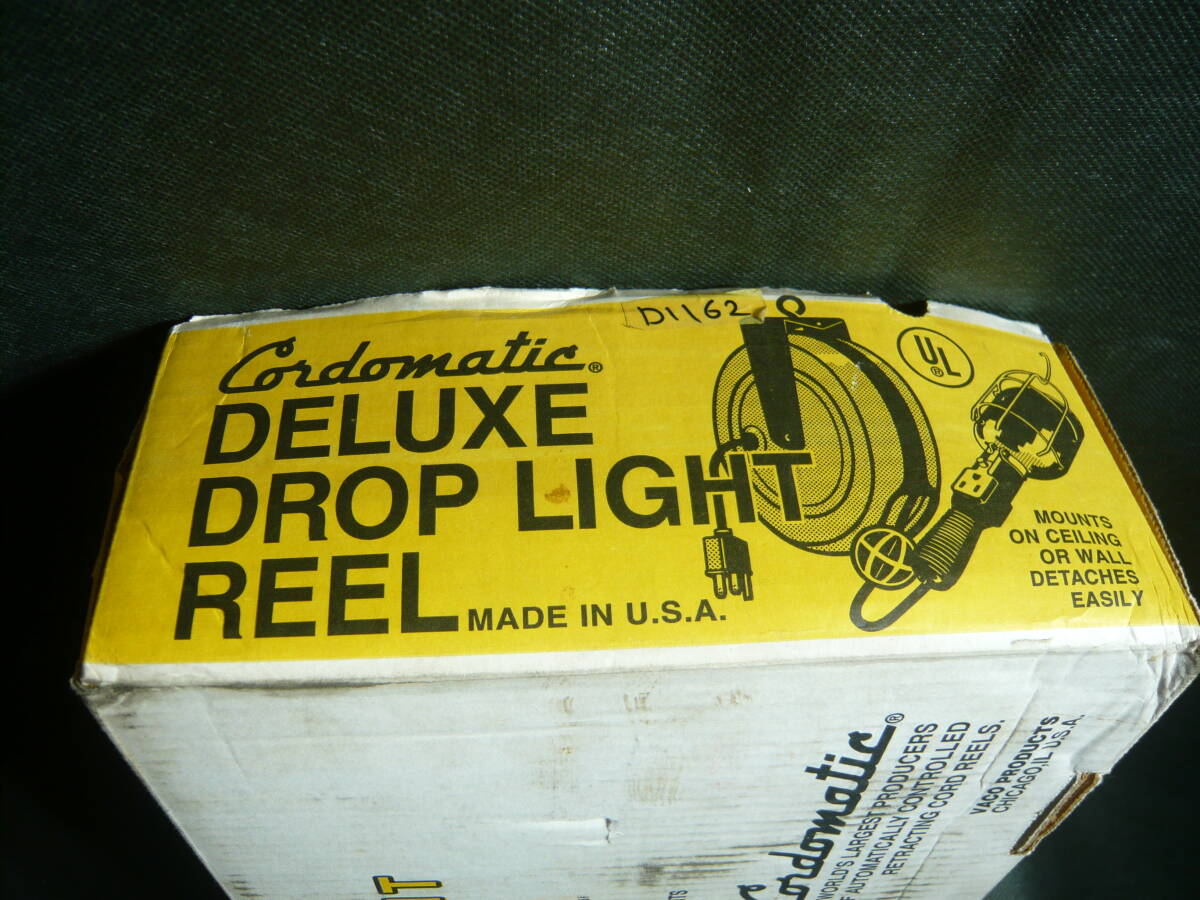 D1162
Cordomatic®
DELUXE
DROP LIGHT
REEL MADE IN U.S.A.
UL®
MOUNTS
ON CEILING
OR WALL
DETACHES
EASILY
Cordomatic®
WORLD'S LARGEST PRODUCERS
OF AUTOMATICALLY CONTROLLED
RETRACTING CORD REELS.
VACO PRODUCTS
CHICAGO, IL U.S.A.